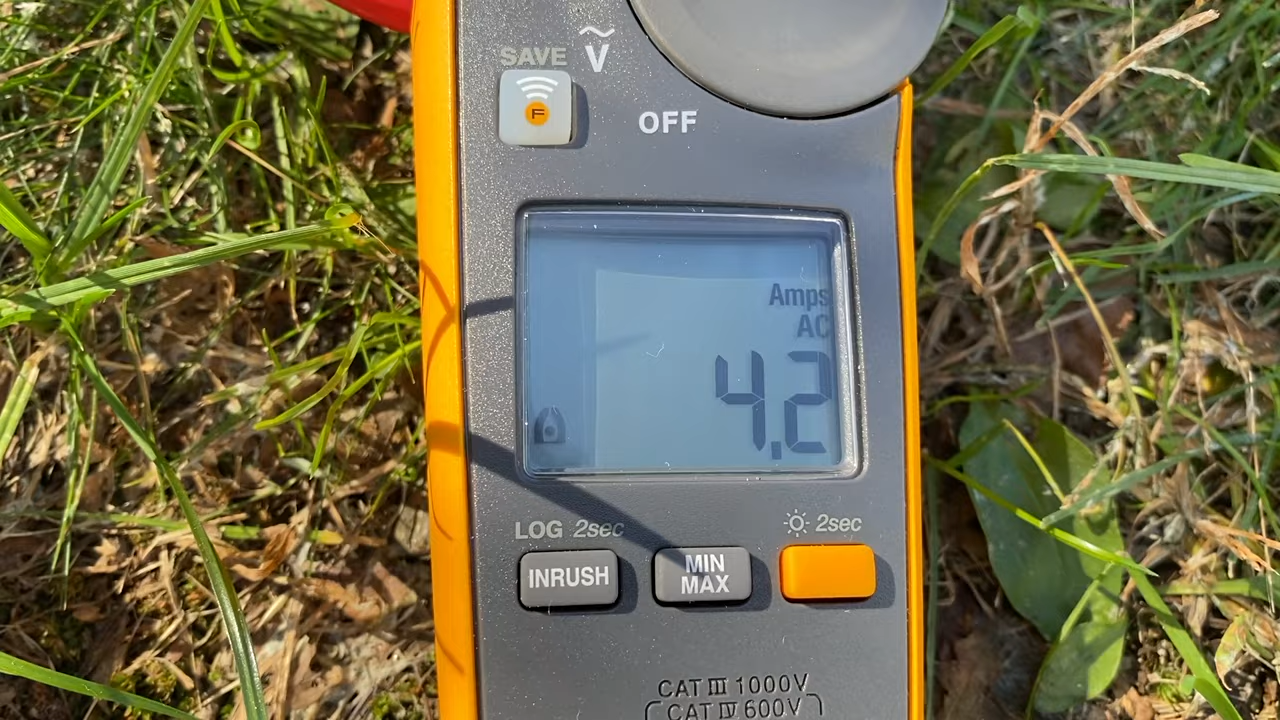 SAVE
Ṽ
F
OFF
Amps
AC
4.2
LOG 2sec
2sec
INRUSH
MIN
MAX
CAT III 1000V
CAT IV 600V